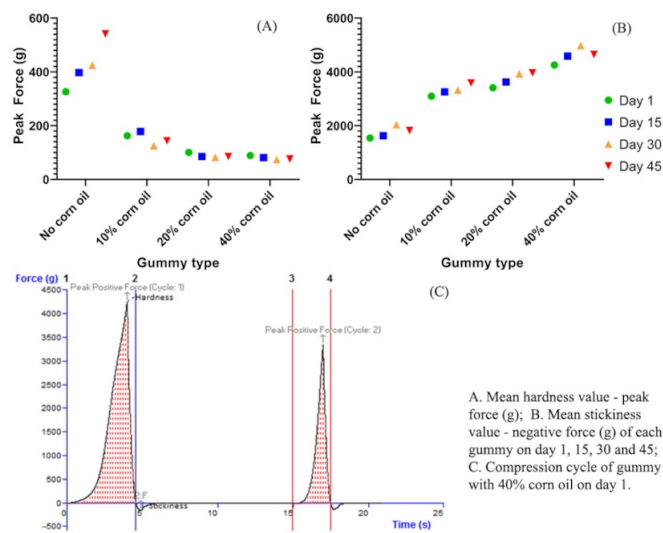 (A)
600
400
200
0
Peak Force (g)
No corn oil
10% corn oil
20% corn oil
40% corn oil
Gummy type
(B)
6000
4000
2000
0
Peak Force (g)
No corn oil
10% corn oil
20% corn oil
40% corn oil
Gummy type
Day 1
Day 15
Day 30
Day 45
(C)
Force (g)
1
2
3
4
Peak Positive Force (Cycle: 1)
Hardness
Peak Positive Force (Cycle: 2)
4500
4000
3500
3000
2500
2000
1500
1000
500
0
-500
Stickiness
0
5
10
15
20
25
Time (s)
A. Mean hardness value - peak
force (g); B. Mean stickiness
value - negative force (g) of each
gummy on day 1, 15, 30 and 45;
C. Compression cycle of gummy
with 40% corn oil on day 1.